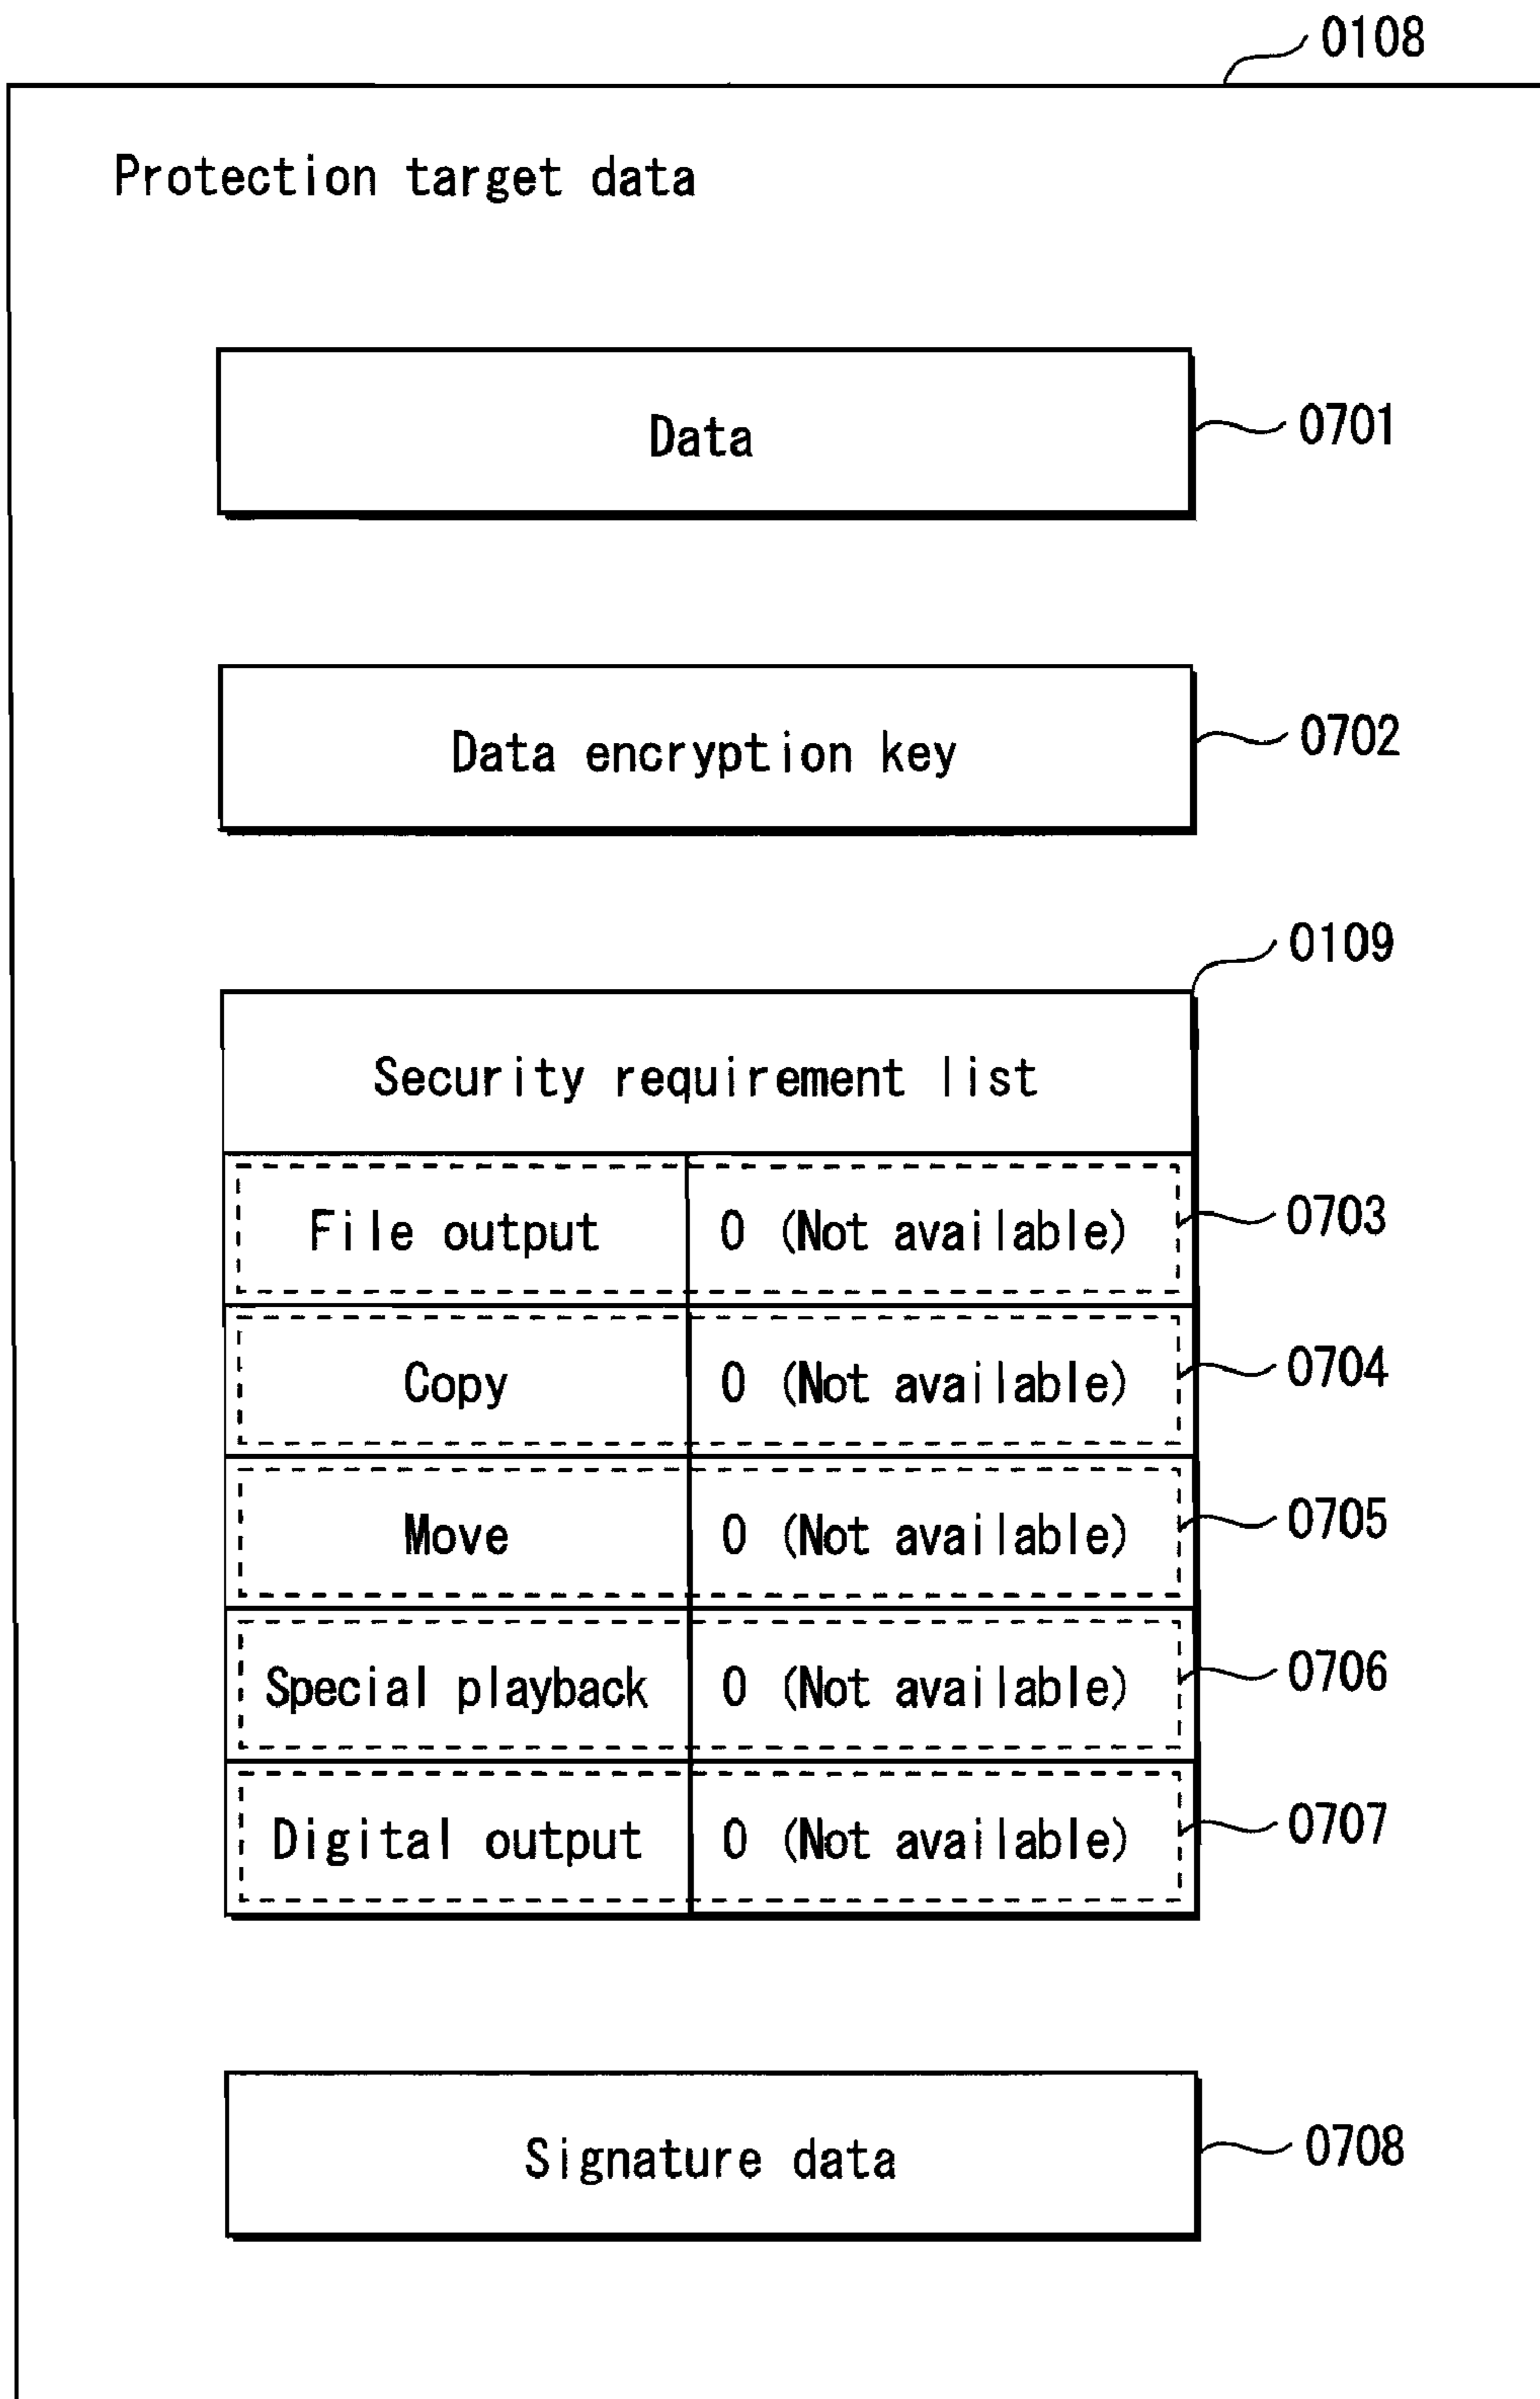 0108
Protection target data
Data 0701
Data encryption key 0702
0109
Security requirement list
File output 0 (Not available) 0703
Copy 0 (Not available) 0704
Move 0 (Not available) 0705
Special playback 0 (Not available) 0706
Digital output 0 (Not available) 0707
Signature data 0708